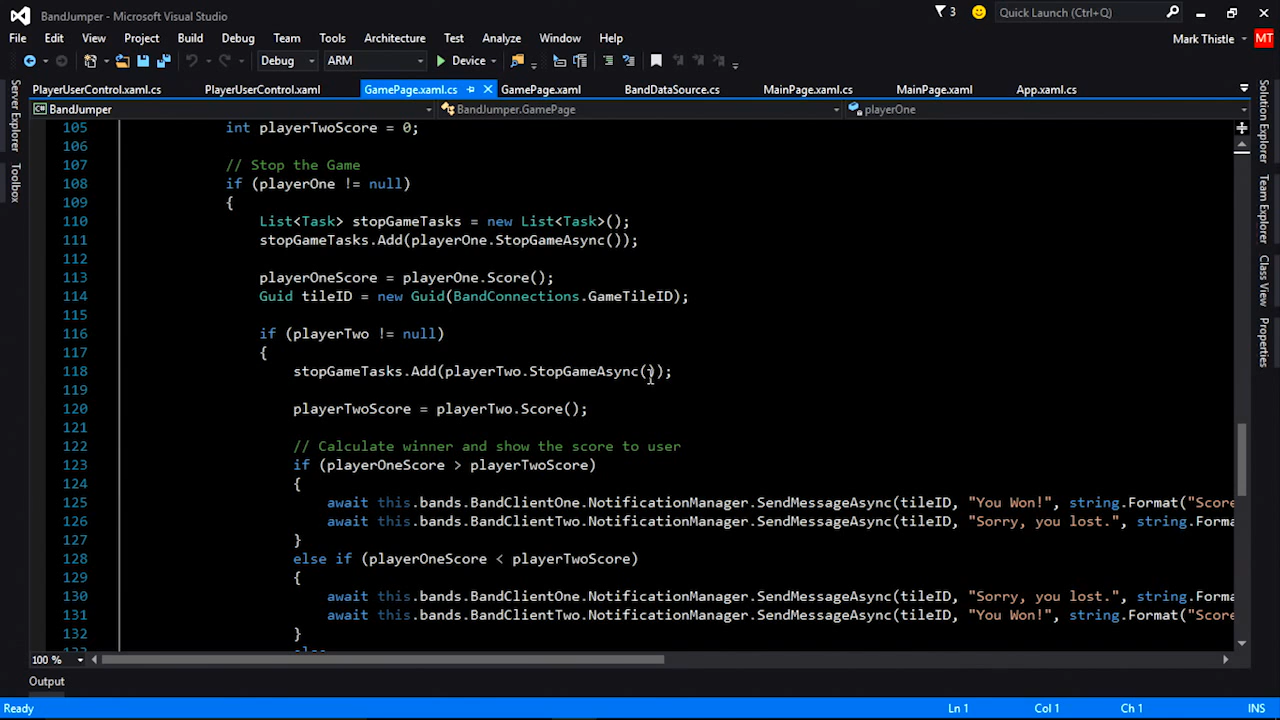 BandJumper - Microsoft Visual Studio
3
Quick Launch (Ctrl+Q)
File Edit View Project Build Debug Team Tools Architecture Test Analyze Window Help
Mark Thistle MT
Debug ARM Device
PlayerUserControl.xaml.cs PlayerUserControl.xaml GamePage.xaml.cs GamePage.xaml BandDataSource.cs MainPage.xaml.cs MainPage.xaml App.xaml.cs
BandJumper BandJumper.GamePage playerOne
Server Explorer
Toolbox
Solution Explorer
Team Explorer
Class View
Properties
105 int playerTwoScore = 0;
106
107 // Stop the Game
108 if (playerOne != null)
109 {
110 List<Task> stopGameTasks = new List<Task>();
111 stopGameTasks.Add(playerOne.StopGameAsync());
112
113 playerOneScore = playerOne.Score();
114 Guid tileID = new Guid(BandConnections.GameTileID);
115
116 if (playerTwo != null)
117 {
118 stopGameTasks.Add(playerTwo.StopGameAsync());
119
120 playerTwoScore = playerTwo.Score();
121
122 // Calculate winner and show the score to user
123 if (playerOneScore > playerTwoScore)
124 {
125 await this.bands.BandClientOne.NotificationManager.SendMessageAsync(tileID, "You Won!", string.Format("Score
126 await this.bands.BandClientTwo.NotificationManager.SendMessageAsync(tileID, "Sorry, you lost.", string.Forma
127 }
128 else if (playerOneScore < playerTwoScore)
129 {
130 await this.bands.BandClientOne.NotificationManager.SendMessageAsync(tileID, "Sorry, you lost.", string.Forma
131 await this.bands.BandClientTwo.NotificationManager.SendMessageAsync(tileID, "You Won!", string.Format("Score
132 }
133 else
100 %
Output
Ready Ln 1 Col 1 Ch 1 INS